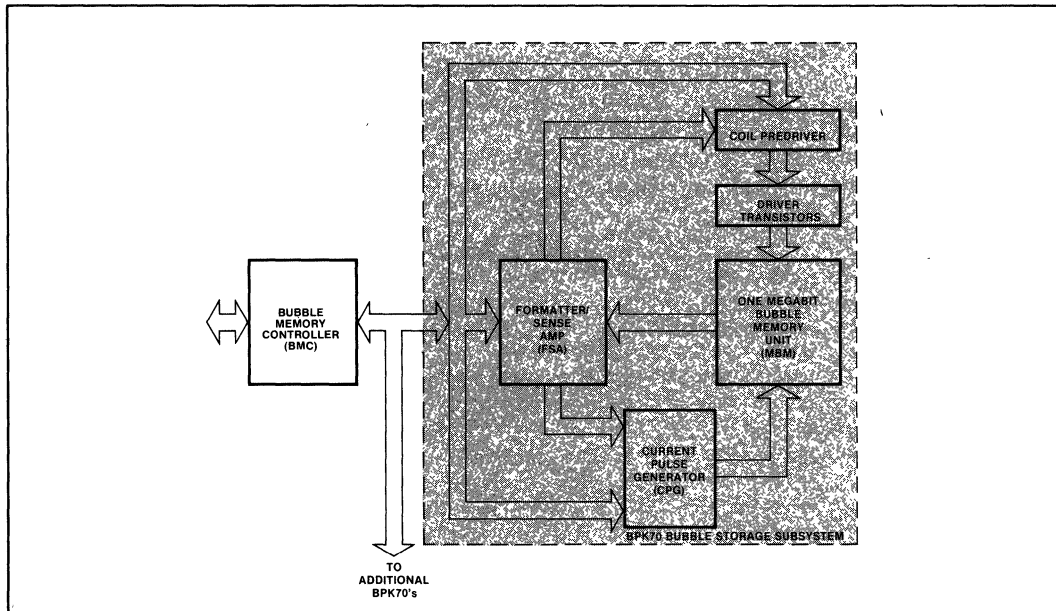 COIL PREDRIVER
DRIVER
TRANSISTORS
BUBBLE
MEMORY
CONTROLLER
(BMC)
FORMATTER/
SENSE
AMP
(FSA)
ONE MEGABIT
BUBBLE
MEMORY
UNIT
(MBM)
CURRENT
PULSE
GENERATOR
(CPG)
BPK70 BUBBLE STORAGE SUBSYSTEM
TO
ADDITIONAL
BPK70's